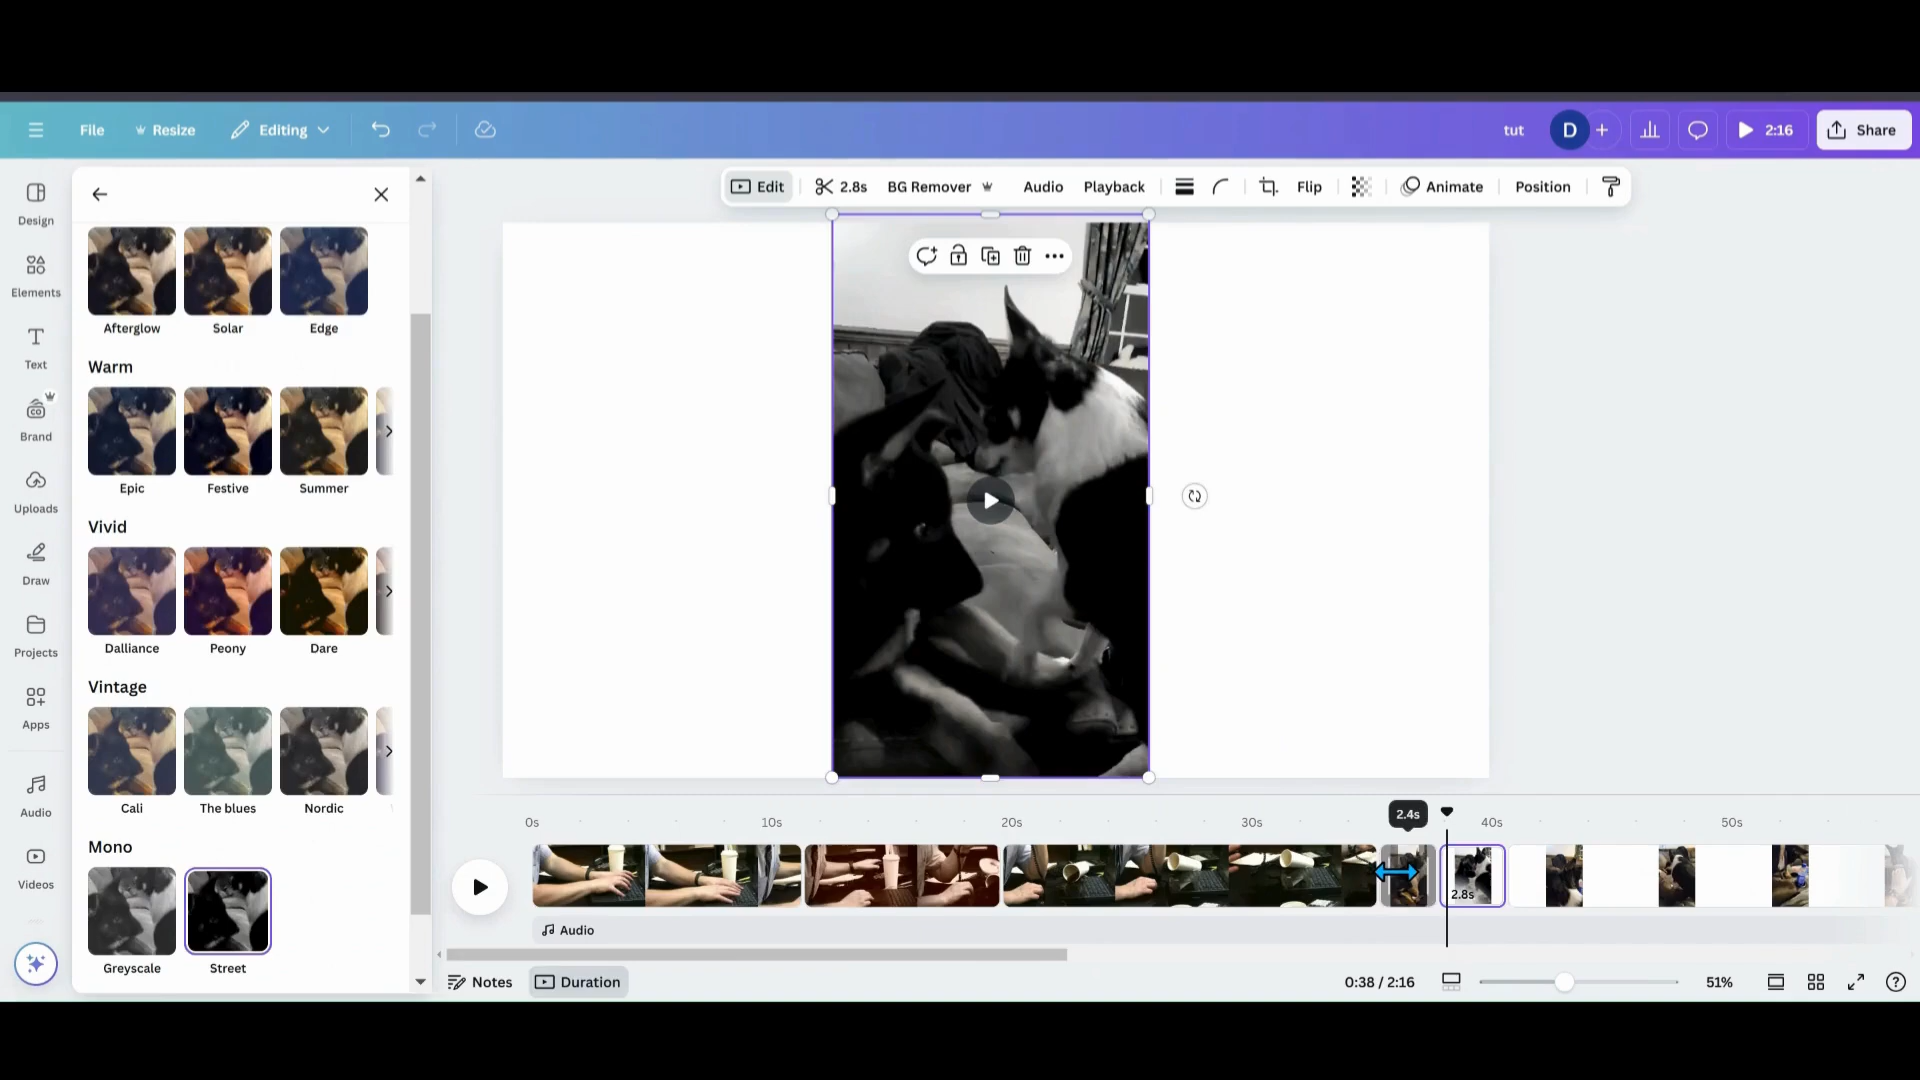 File
Resize
Editing
tut
D
2:16
Share
Design
Elements
Text
Brand
Uploads
Draw
Projects
Apps
Audio
Videos
Afterglow
Solar
Edge
Warm
Epic
Festive
Summer
Vivid
Dalliance
Peony
Dare
Vintage
Cali
The blues
Nordic
Mono
Greyscale
Street
Edit
2.8s
BG Remover
Audio
Playback
Flip
Animate
Position
0s
10s
20s
30s
2.4s
40s
50s
2.8s
Audio
Notes
Duration
0:38 / 2:16
51%